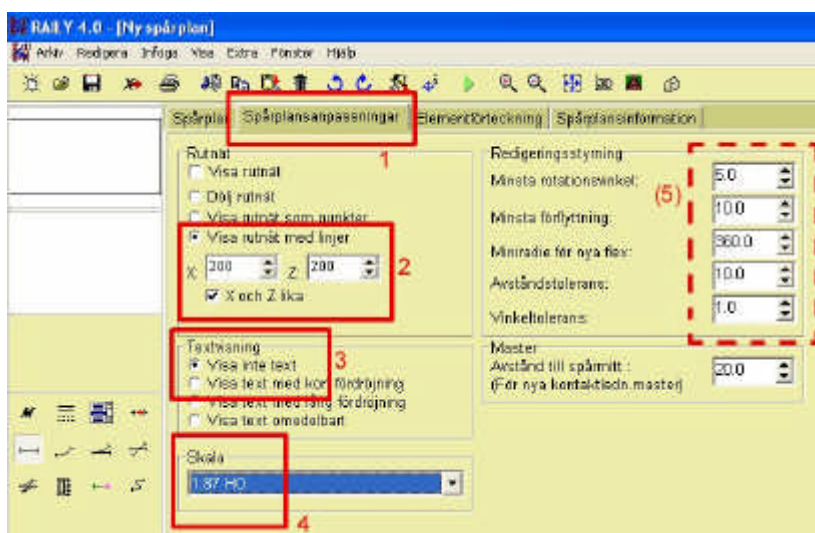 RAILY 4.0 - [Ny spårplan]
Arkiv Redigera Infoga Visa Extra Fönster Hjälp
Spårplan Spårplansanpassningar Elementförteckning Spårplansinformation
1
Rutnät
Visa rutnät
Dölj rutnät
Visa rutnät som punkter
Visa rutnät med linjer
X: 200 Z: 200
X och Z lika
2
Textvisning
Visa inte text
Visa text med kort fördröjning
Visa text med lång fördröjning
Visa text omedelbart
3
Skala
1:87 H0
4
Redigeringsstyrning
Minsta rotationsvinkel: 5.0
(5)
Minsta förflyttning: 10.0
Miniradie för nya flex: 360.0
Avståndstolerans: 10.0
Vinkeltolerans: 1.0
Master
Avstånd till spårmitt : 20.0
(För nya kontaktledn.master)